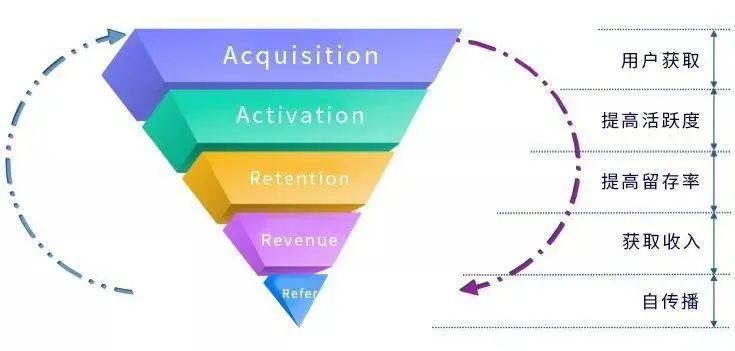 Acquisition
用户获取
Activation
提高活跃度
Retention
提高留存率
Revenue
获取收入
Refer
自传播